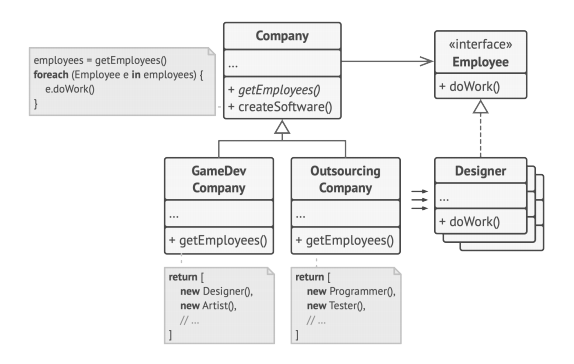 employees = getEmployees()
foreach (Employee e in employees) {
e.doWork()
}
Company
...
+ getEmployees()
+ createSoftware()
«interface»
Employee
+ doWork()
GameDev
Company
...
+ getEmployees()
Outsourcing
Company
...
+ getEmployees()
Designer
...
+ doWork()
return [
new Designer(),
new Artist(),
// ...
]
return [
new Programmer(),
new Tester(),
// ...
]